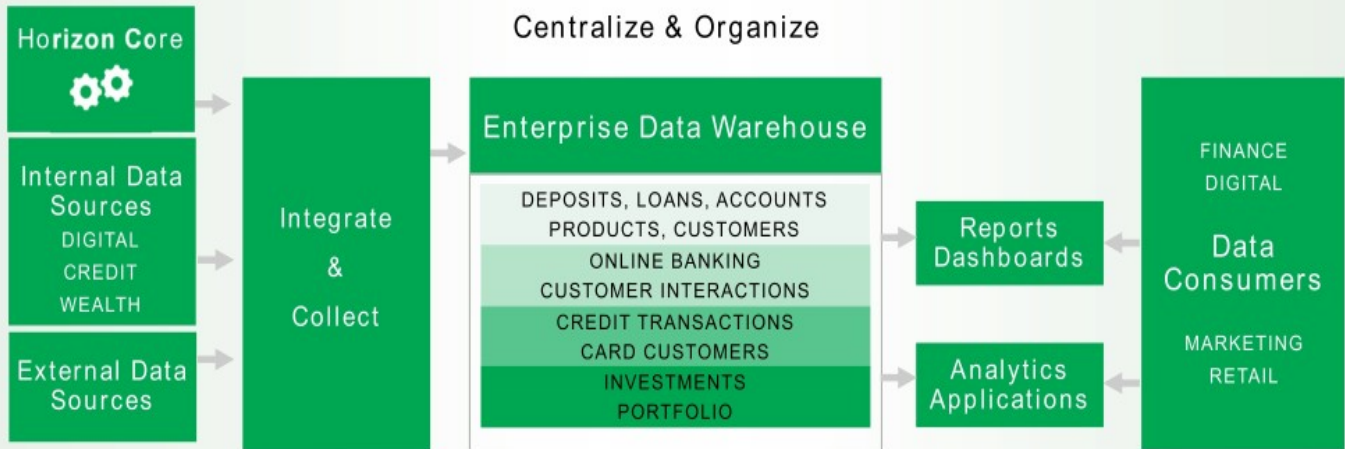 Centralize & Organize
Horizon Core
Internal Data
Sources
DIGITAL
CREDIT
WEALTH
External Data
Sources
Integrate
&
Collect
Enterprise Data Warehouse
DEPOSITS, LOANS, ACCOUNTS
PRODUCTS, CUSTOMERS
ONLINE BANKING
CUSTOMER INTERACTIONS
CREDIT TRANSACTIONS
CARD CUSTOMERS
INVESTMENTS
PORTFOLIO
Reports
Dashboards
Analytics
Applications
FINANCE
DIGITAL
Data
Consumers
MARKETING
RETAIL